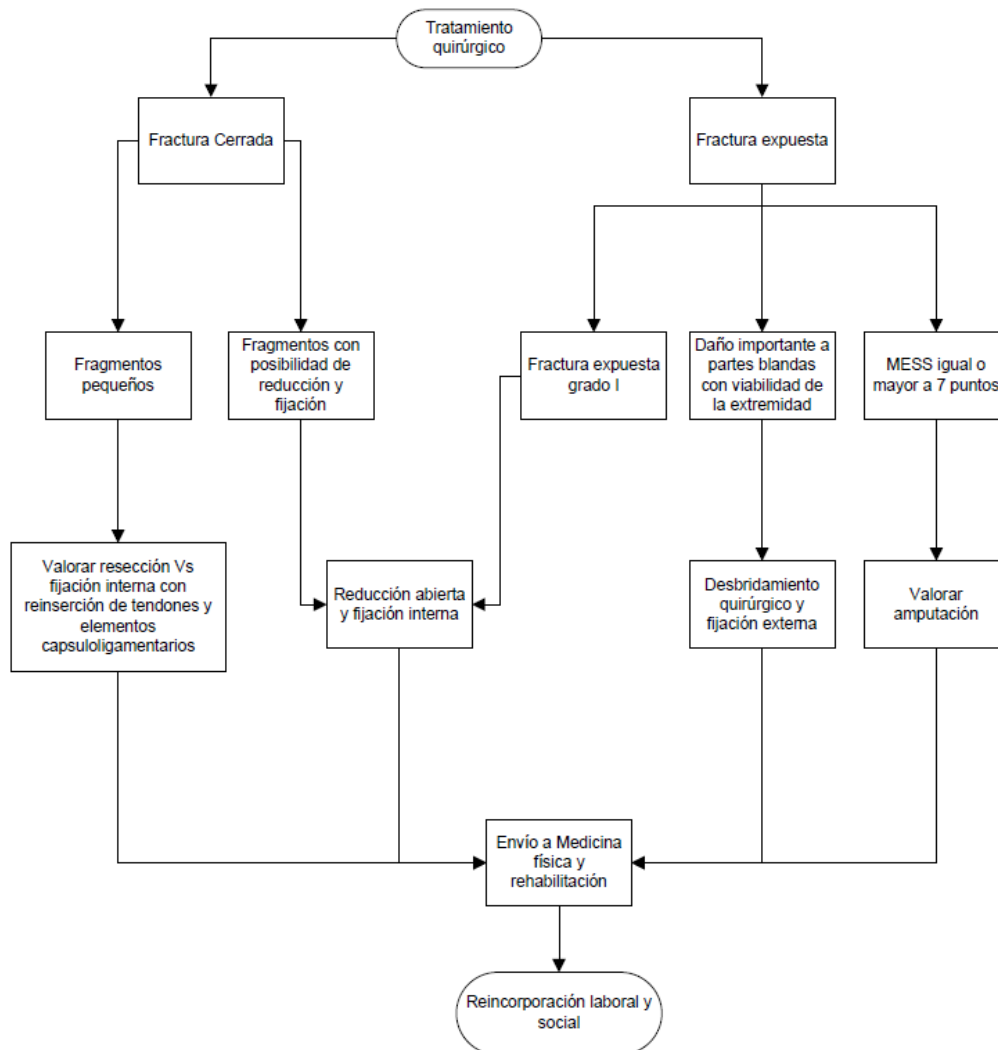 Tratamiento
quirúrgico
Fractura Cerrada
Fractura expuesta
Fragmentos
pequeños
Fragmentos con
posibilidad de
reducción y
fijación
Fractura expuesta
grado I
Daño importante a
partes blandas
con viabilidad de
la extremidad
MESS igual o
mayor a 7 puntos
Valorar resección Vs
fijación interna con
reinserción de tendones y
elementos
capsuloligamentarios
Reducción abierta
y fijación interna
Desbridamiento
quirúrgico y
fijación externa
Valorar
amputación
Envío a Medicina
física y
rehabilitación
Reincorporación laboral y
social